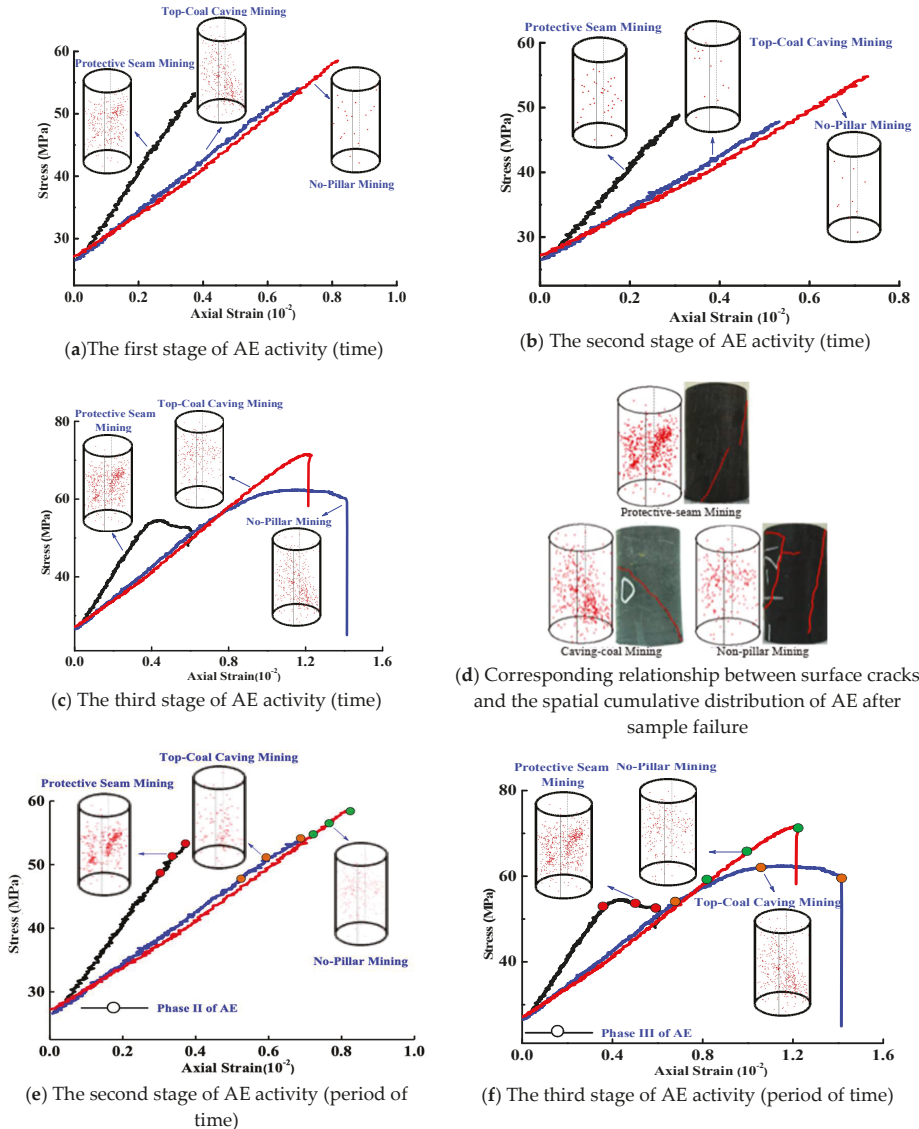 Top-Coal Caving Mining
Protective Seam Mining
No-Pillar Mining
60
50
40
30
Stress (MPa)
0.0 0.2 0.4 0.6 0.8 1.0
Axial Strain (10-2)
(a)The first stage of AE activity (time)
Protective Seam Mining
Top-Coal Caving Mining
No-Pillar Mining
60
50
40
30
Stress (MPa)
0.0 0.2 0.4 0.6 0.8
Axial Strain (10-2)
(b) The second stage of AE activity (time)
Top-Coal Caving Mining
Protective Seam
Mining
No-Pillar Mining
80
60
40
Stress (MPa)
0.0 0.4 0.8 1.2 1.6
Axial Strain(10-2)
(c) The third stage of AE activity (time)
Protective-seam Mining
Caving-coal Mining Non-pillar Mining
(d) Corresponding relationship between surface cracks
and the spatial cumulative distribution of AE after
sample failure
Top-Coal Caving Mining
Protective Seam Mining
No-Pillar Mining
Phase II of AE
60
50
40
30
Stress (MPa)
0.0 0.2 0.4 0.6 0.8 1.0
Axial Strain(10-2)
(e) The second stage of AE activity (period of
time)
Protective Seam
Mining
No-Pillar Mining
Top-Coal Caving Mining
Phase III of AE
80
60
40
Stress (MPa)
0.0 0.4 0.8 1.2 1.6
Axial Strain (10-2)
(f) The third stage of AE activity (period of time)